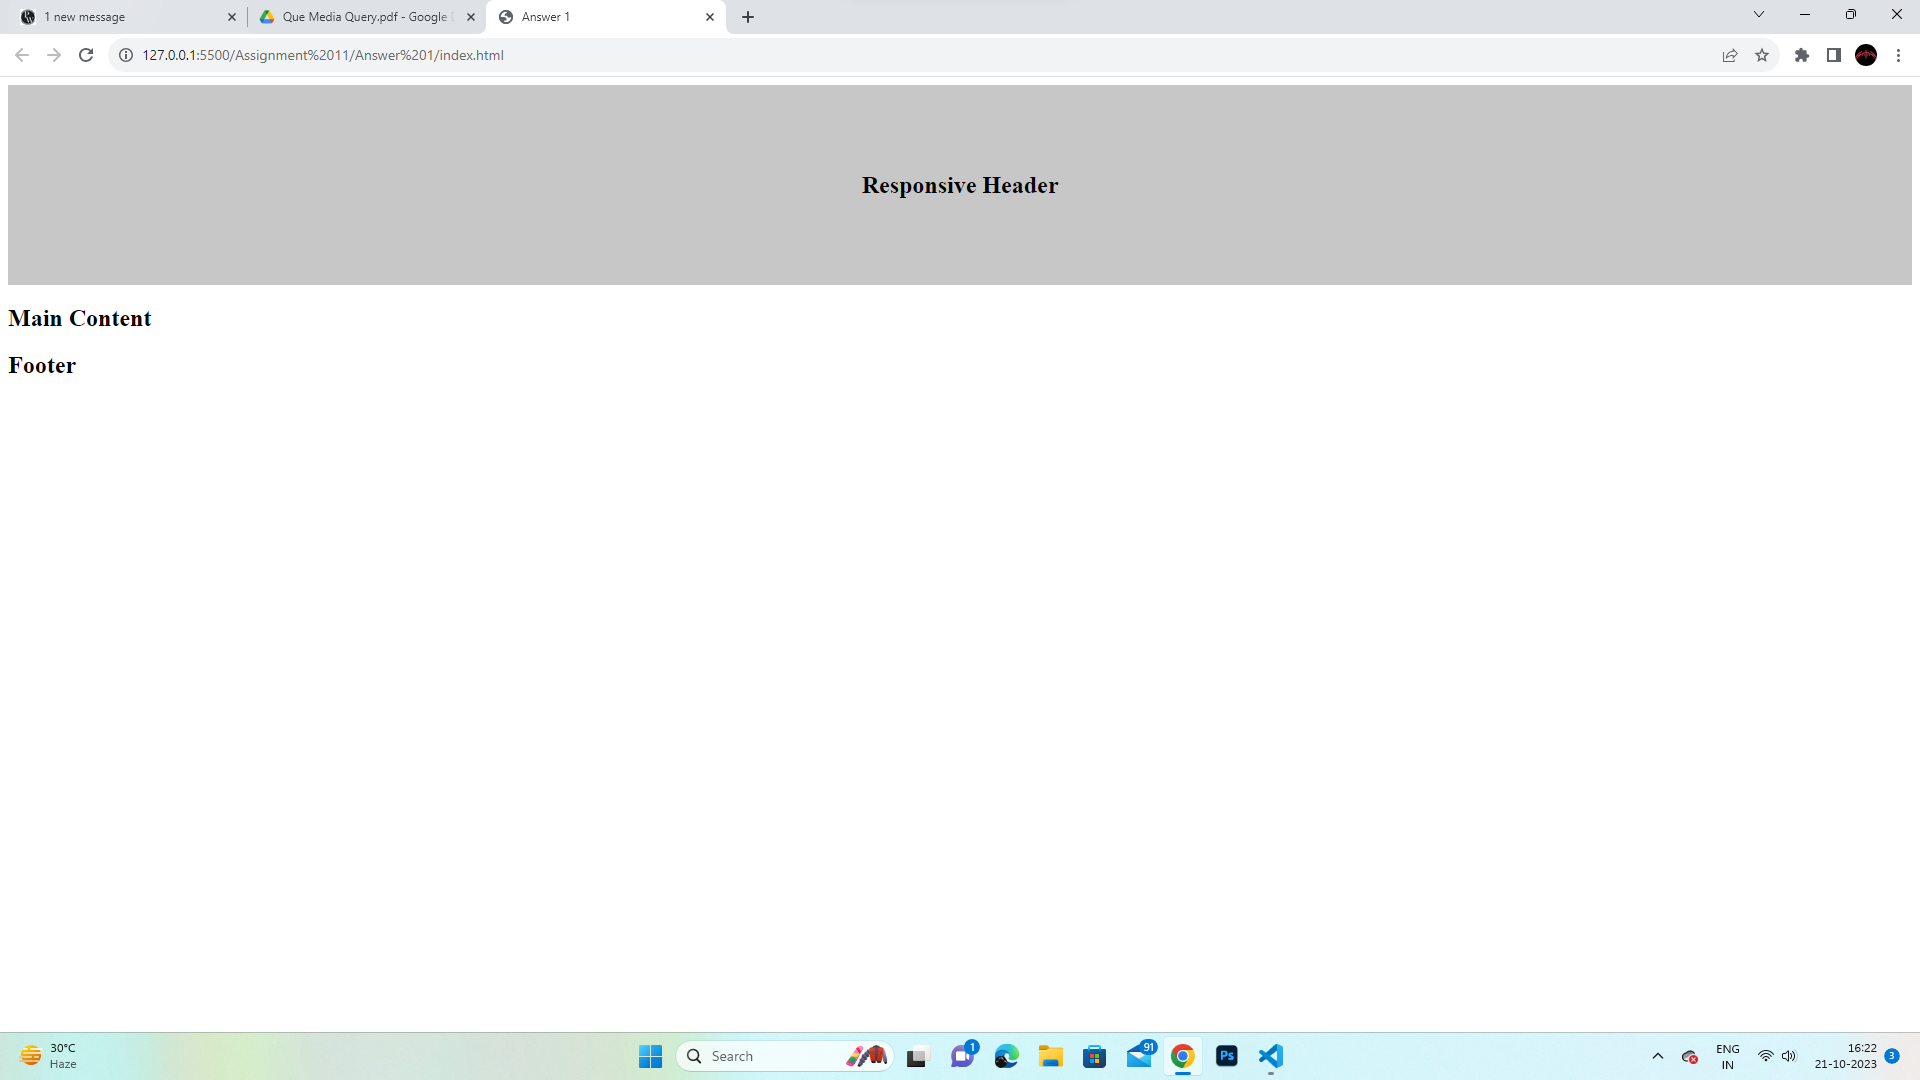 1 new message
Que Media Query.pdf - Google
Answer 1
127.0.0.1:5500/Assignment%2011/Answer%201/index.html
Responsive Header
Main Content
Footer
30°C
Haze
Search
1
91
Ps
ENG
IN
16:22
21-10-2023
3